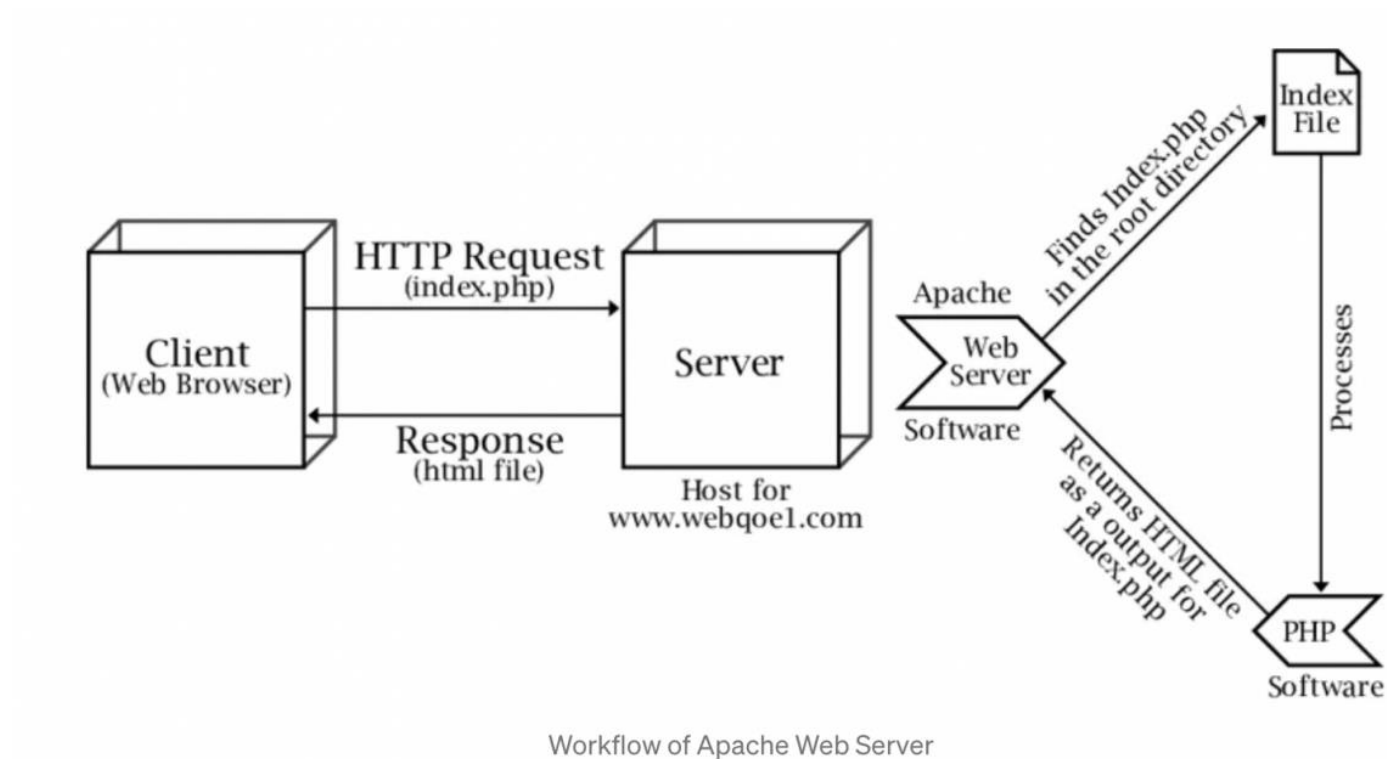 Client
(Web Browser)
HTTP Request
(index.php)
Response
(html file)
Server
Host for
www.webqoe1.com
Apache
Web
Server
Software
Finds Index.php
in the root directory
Index
File
Processes
PHP
Software
Returns HTML file
as a output for
Index.php
Workflow of Apache Web Server